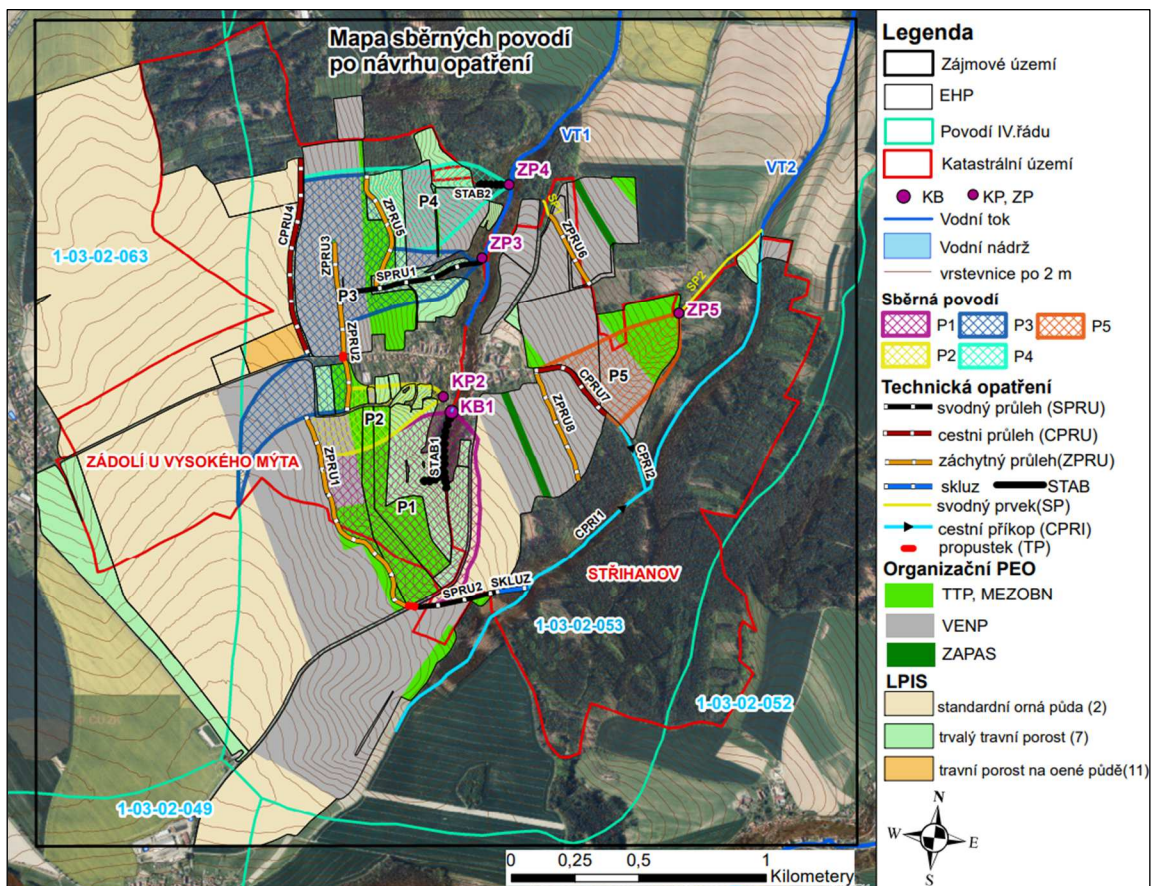 Mapa sběrných povodí
po návrhu opatření
VT1
VT2
ZP4
STAB2
P4
SP1
CPRU4
ZPRU5
ZPRU6
ZP3
1-03-02-063
ZPRU3
SPRU1
P3
SP2
ZP5
ZPRU2
KP2
P5
CPRU7
KB1
P2
ZPRU8
ZÁDOLÍ U VYSOKÉHO MÝTA
ZPRU1
STAB1
CPRI2
P1
CPRI1
STŘIHANOV
SPRU2
SKLUZ
1-03-02-053
1-03-02-052
1-03-02-049
0 0,25 0,5 1
Kilometery
Legenda
Zájmové území
EHP
Povodí IV.řádu
Katastrální území
KB
KP, ZP
Vodní tok
Vodní nádrž
vrstevnice po 2 m
Sběrná povodí
P1 P3 P5
P2 P4
Technická opatření
svodný průleh (SPRU)
cestni průleh (CPRU)
záchytný průleh(ZPRU)
skluz STAB
svodný prvek(SP)
cestní příkop (CPRI)
propustek (TP)
Organizační PEO
TTP, MEZOBN
VENP
ZAPAS
LPIS
standardní orná půda (2)
trvalý travní porost (7)
travní porost na oené půdě(11)
N
W E
S